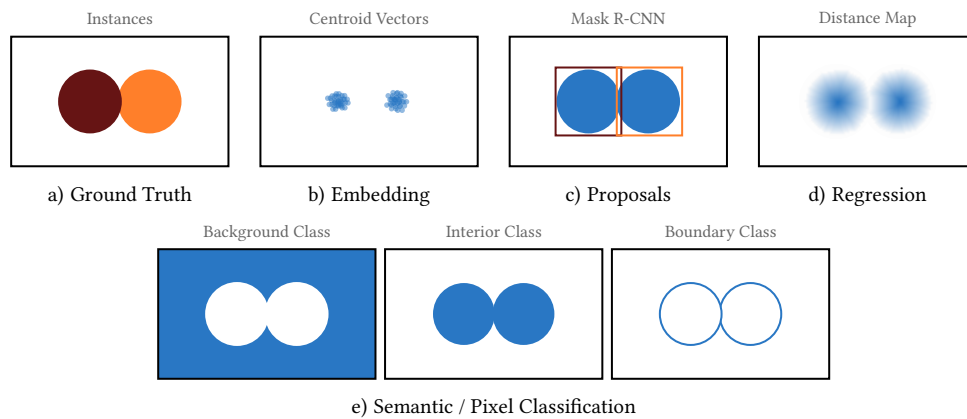 Instances
Centroid Vectors
Mask R-CNN
Distance Map
a) Ground Truth
b) Embedding
c) Proposals
d) Regression
Background Class
Interior Class
Boundary Class
e) Semantic / Pixel Classification